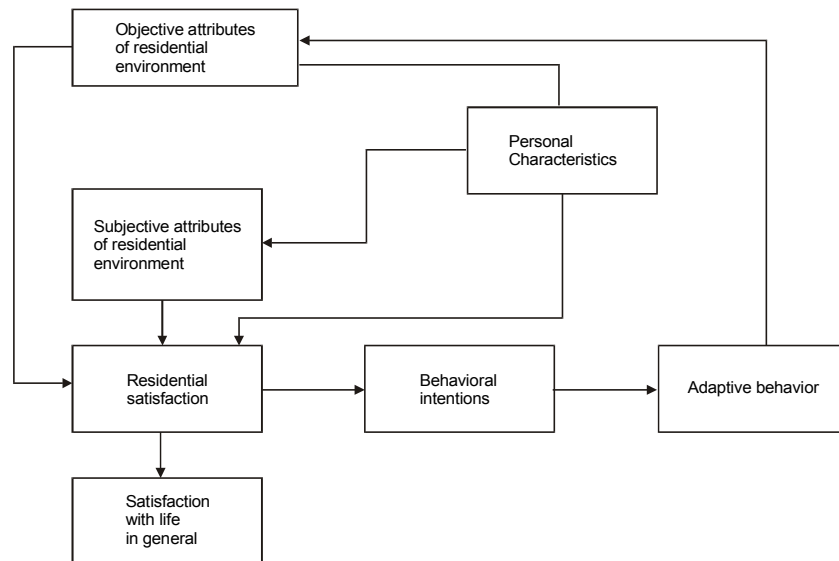 Objective attributes
of residential
environment
Personal
Characteristics
Subjective attributes
of residential
environment
Residential
satisfaction
Behavioral
intentions
Adaptive behavior
Satisfaction
with life
in general